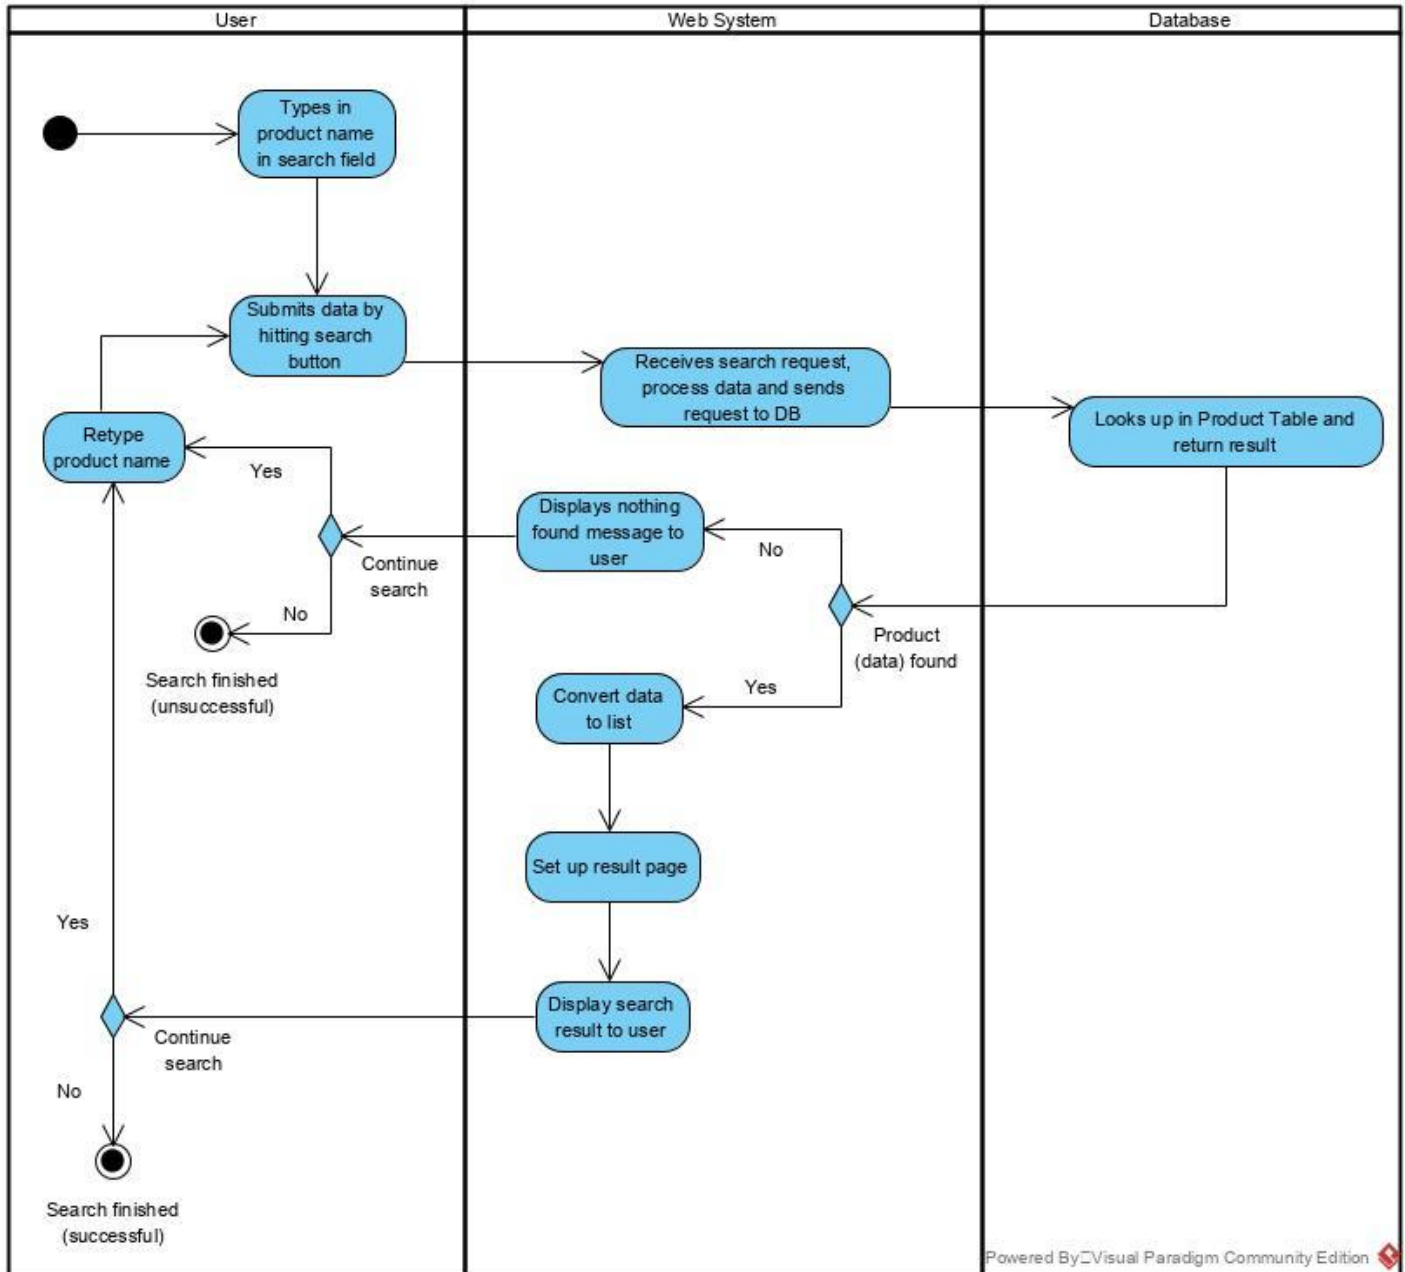 User
Web System
Database
Types in
product name
in search field
Submits data by
hitting search
button
Receives search request,
process data and sends
request to DB
Looks up in Product Table and
return result
Retype
product name
Yes
Displays nothing
found message to
user
No
Continue
search
No
Product
(data) found
Search finished
(unsuccessful)
Yes
Convert data
to list
Set up result page
Yes
Display search
result to user
Continue
search
No
Search finished
(successful)
Powered By Visual Paradigm Community Edition